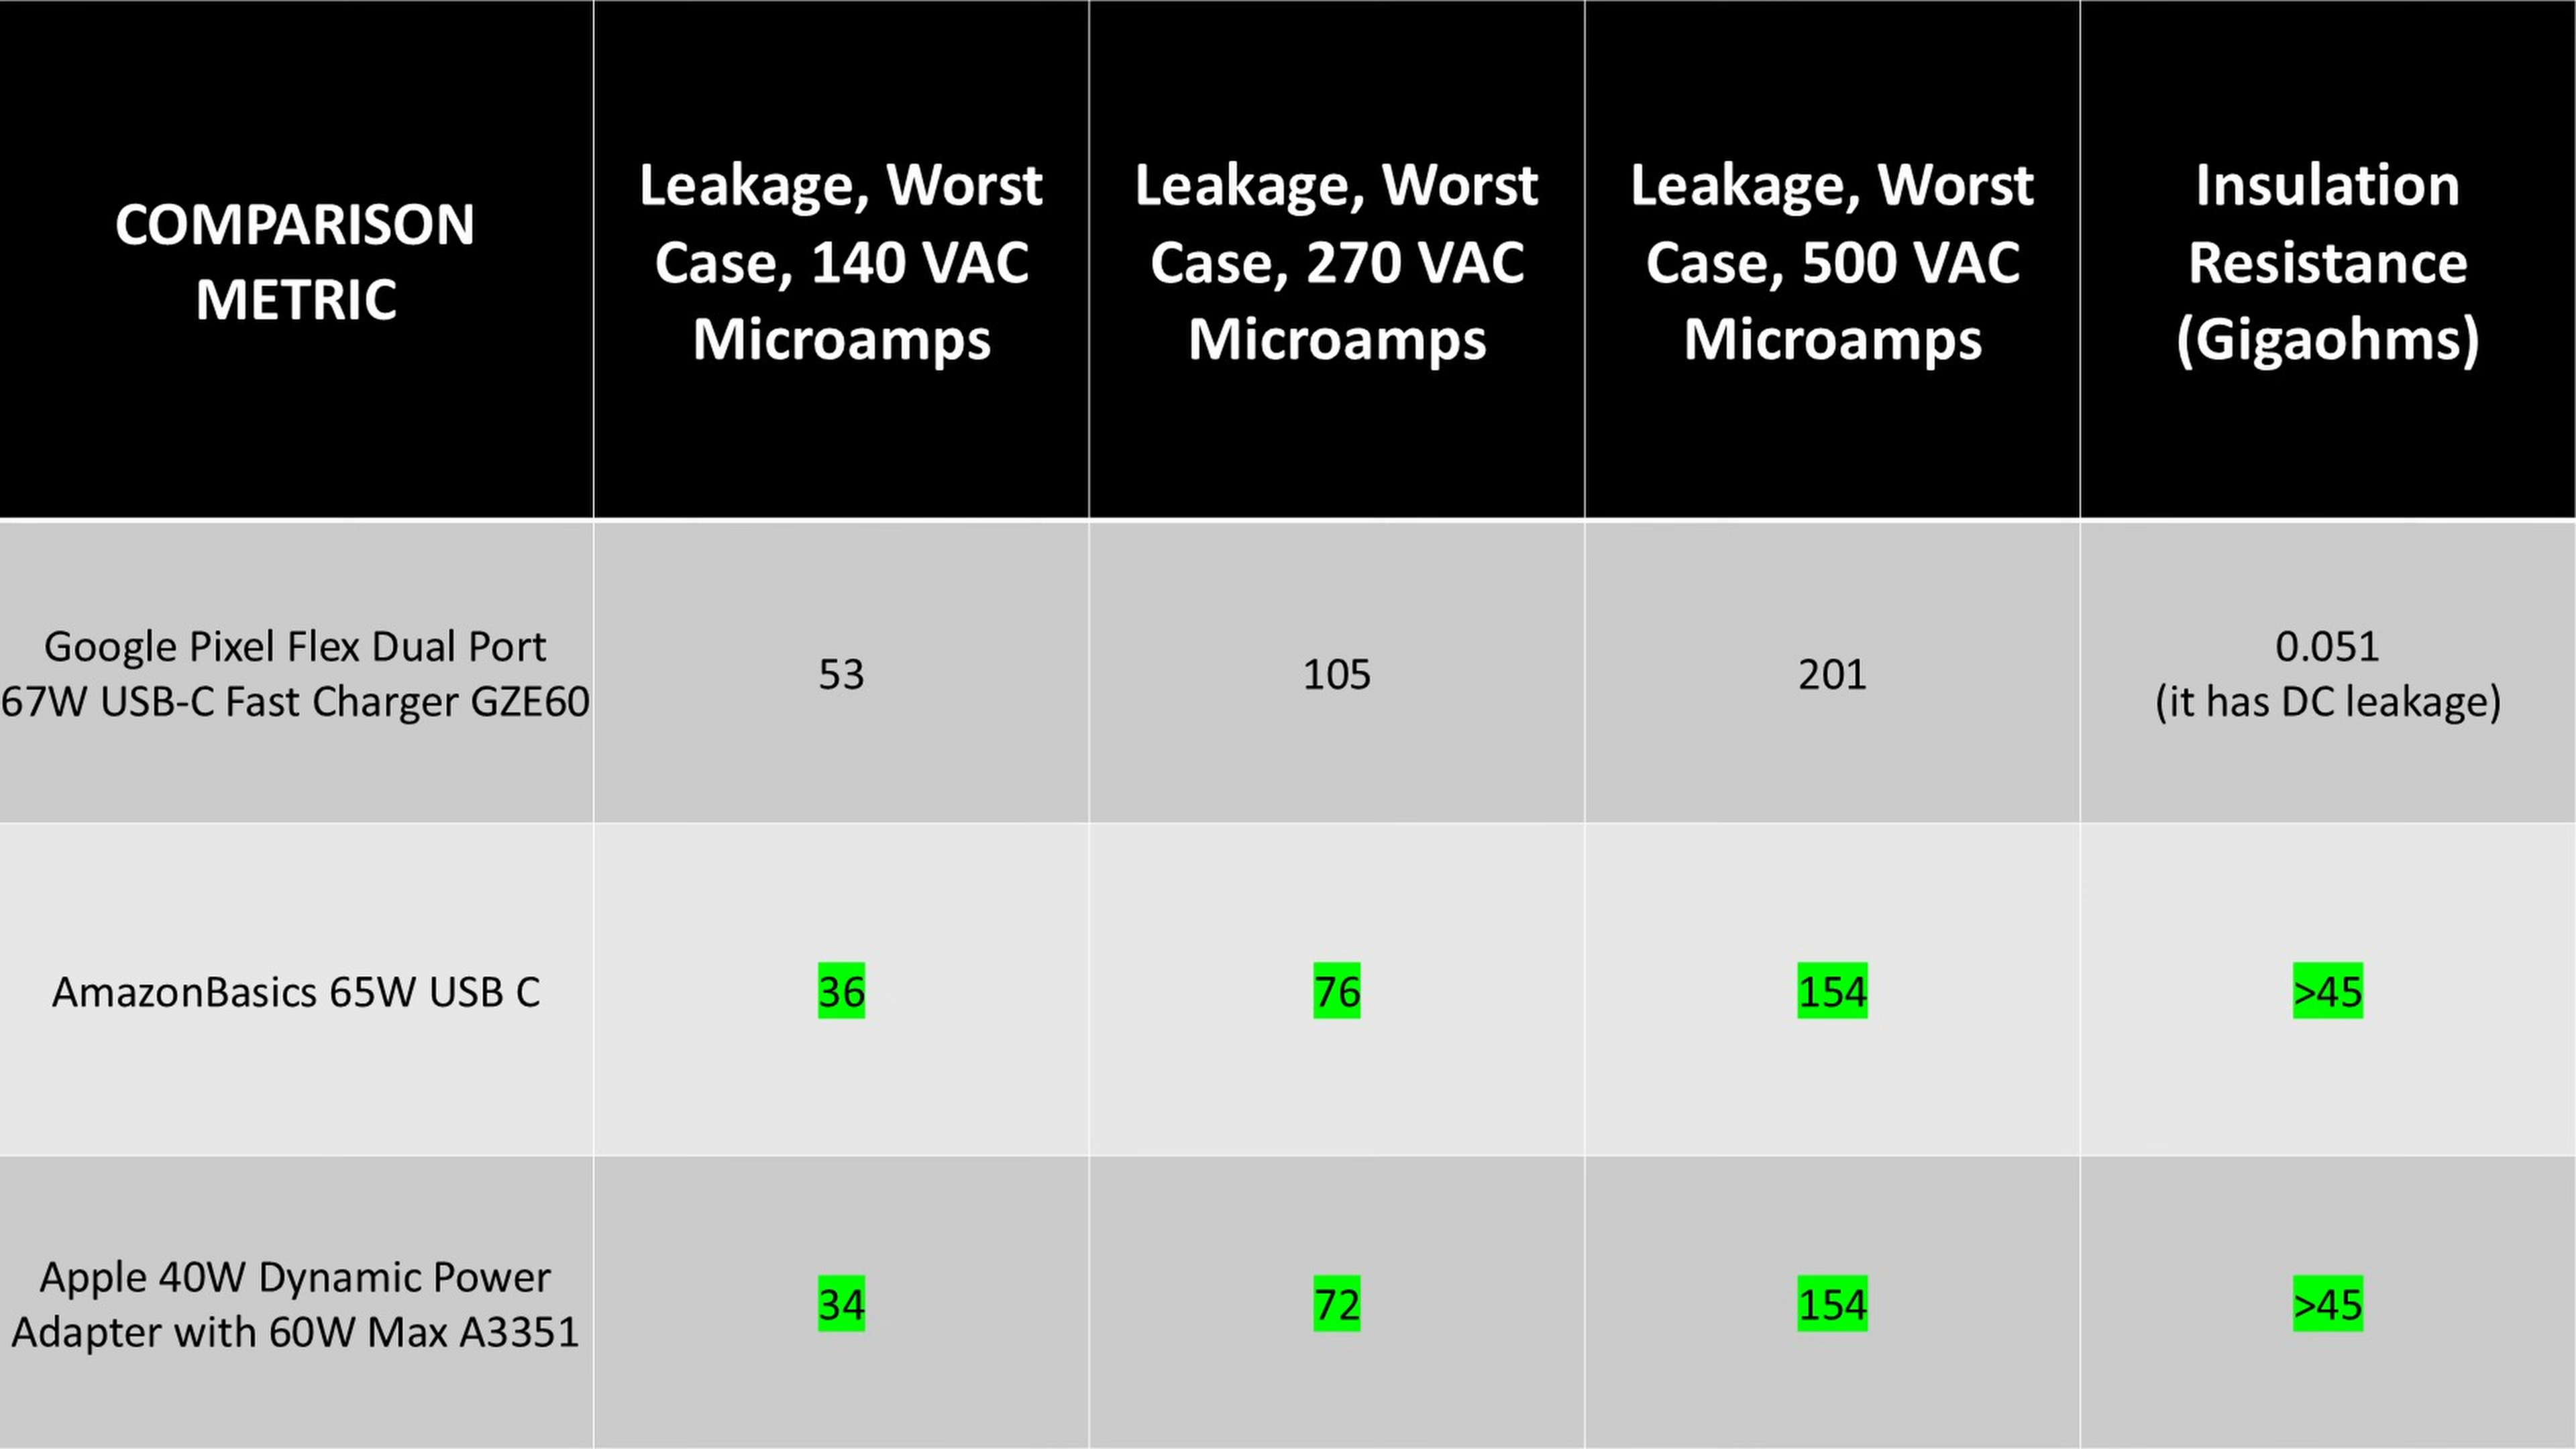 COMPARISON
METRIC
Leakage, Worst
Case, 140 VAC
Microamps
Leakage, Worst
Case, 270 VAC
Microamps
Leakage, Worst
Case, 500 VAC
Microamps
Insulation
Resistance
(Gigaohms)
Google Pixel Flex Dual Port
67W USB-C Fast Charger GZE60
53
105
201
0.051
(it has DC leakage)
AmazonBasics 65W USB C
36
76
154
>45
Apple 40W Dynamic Power
Adapter with 60W Max A3351
34
72
154
>45